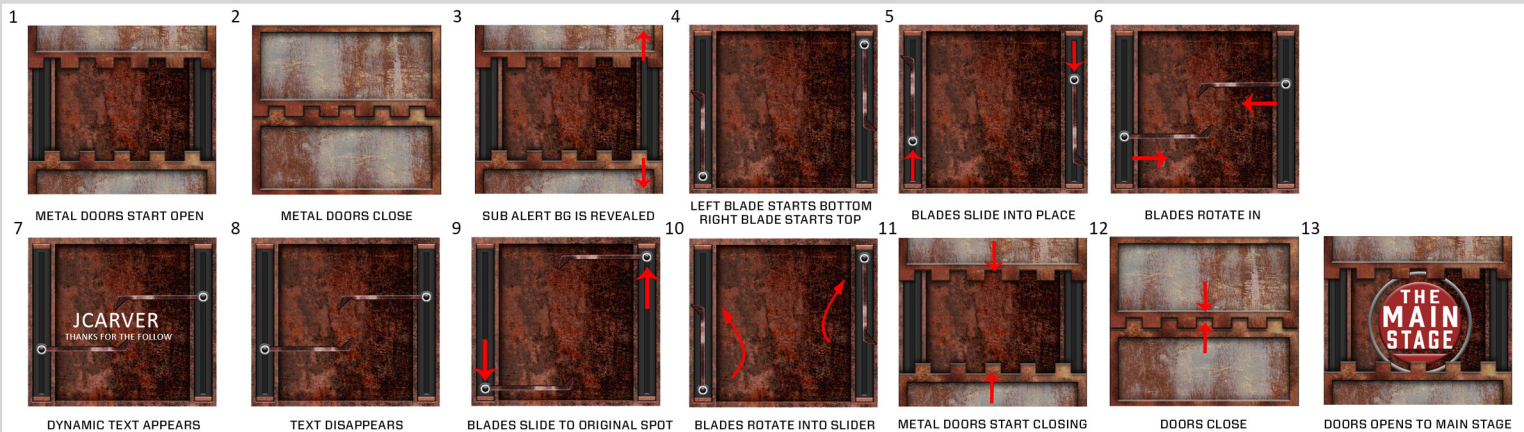 1
2
3
4
5
6
METAL DOORS START OPEN
METAL DOORS CLOSE
SUB ALERT BG IS REVEALED
LEFT BLADE STARTS BOTTOM
RIGHT BLADE STARTS TOP
BLADES SLIDE INTO PLACE
BLADES ROTATE IN
7
8
9
10
11
12
13
JCARVER
THANKS FOR THE FOLLOW
THE
MAIN
STAGE
DYNAMIC TEXT APPEARS
TEXT DISAPPEARS
BLADES SLIDE TO ORIGINAL SPOT
BLADES ROTATE INTO SLIDER
METAL DOORS START CLOSING
DOORS CLOSE
DOORS OPENS TO MAIN STAGE